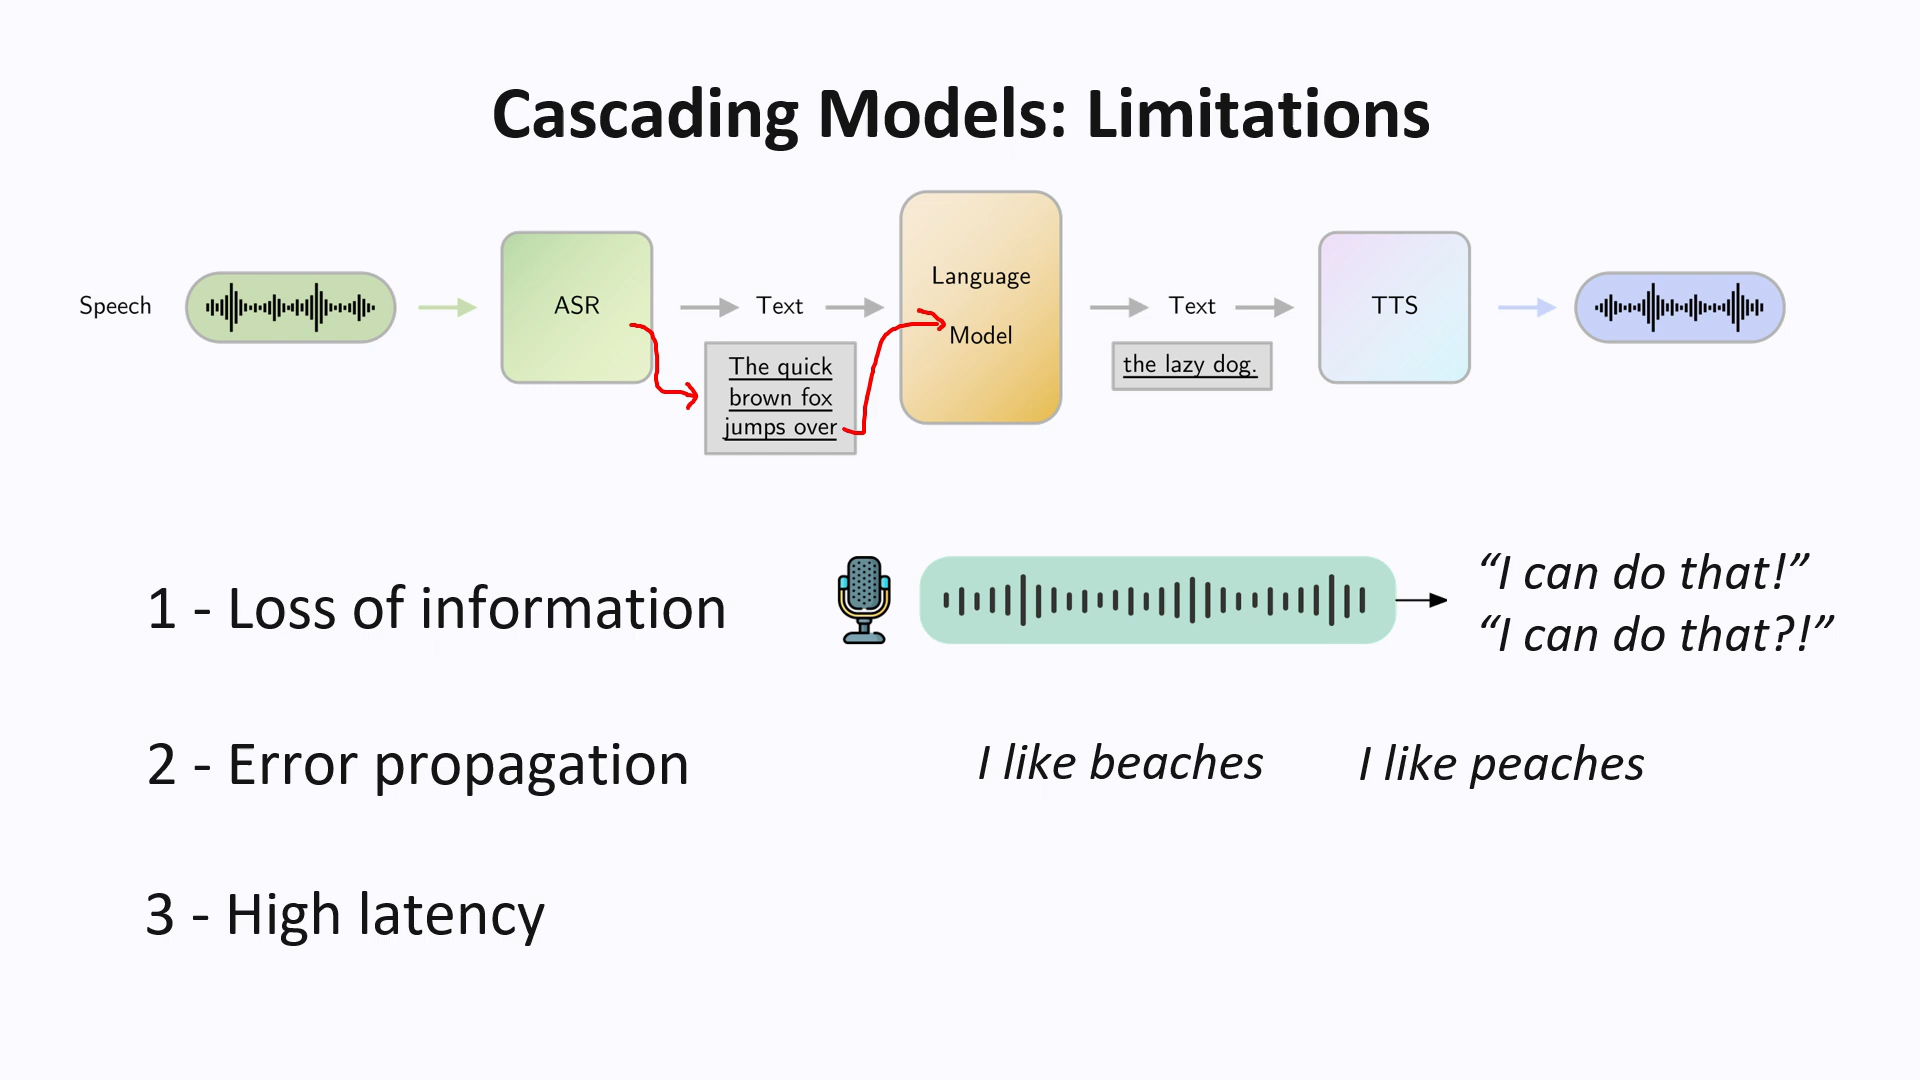 Cascading Models: Limitations
Speech
ASR
Text
The quick
brown fox
jumps over
Language
Model
Text
the lazy dog.
TTS
1 - Loss of information
“I can do that!”
“I can do that?!”
2 - Error propagation
I like beaches
I like peaches
3 - High latency